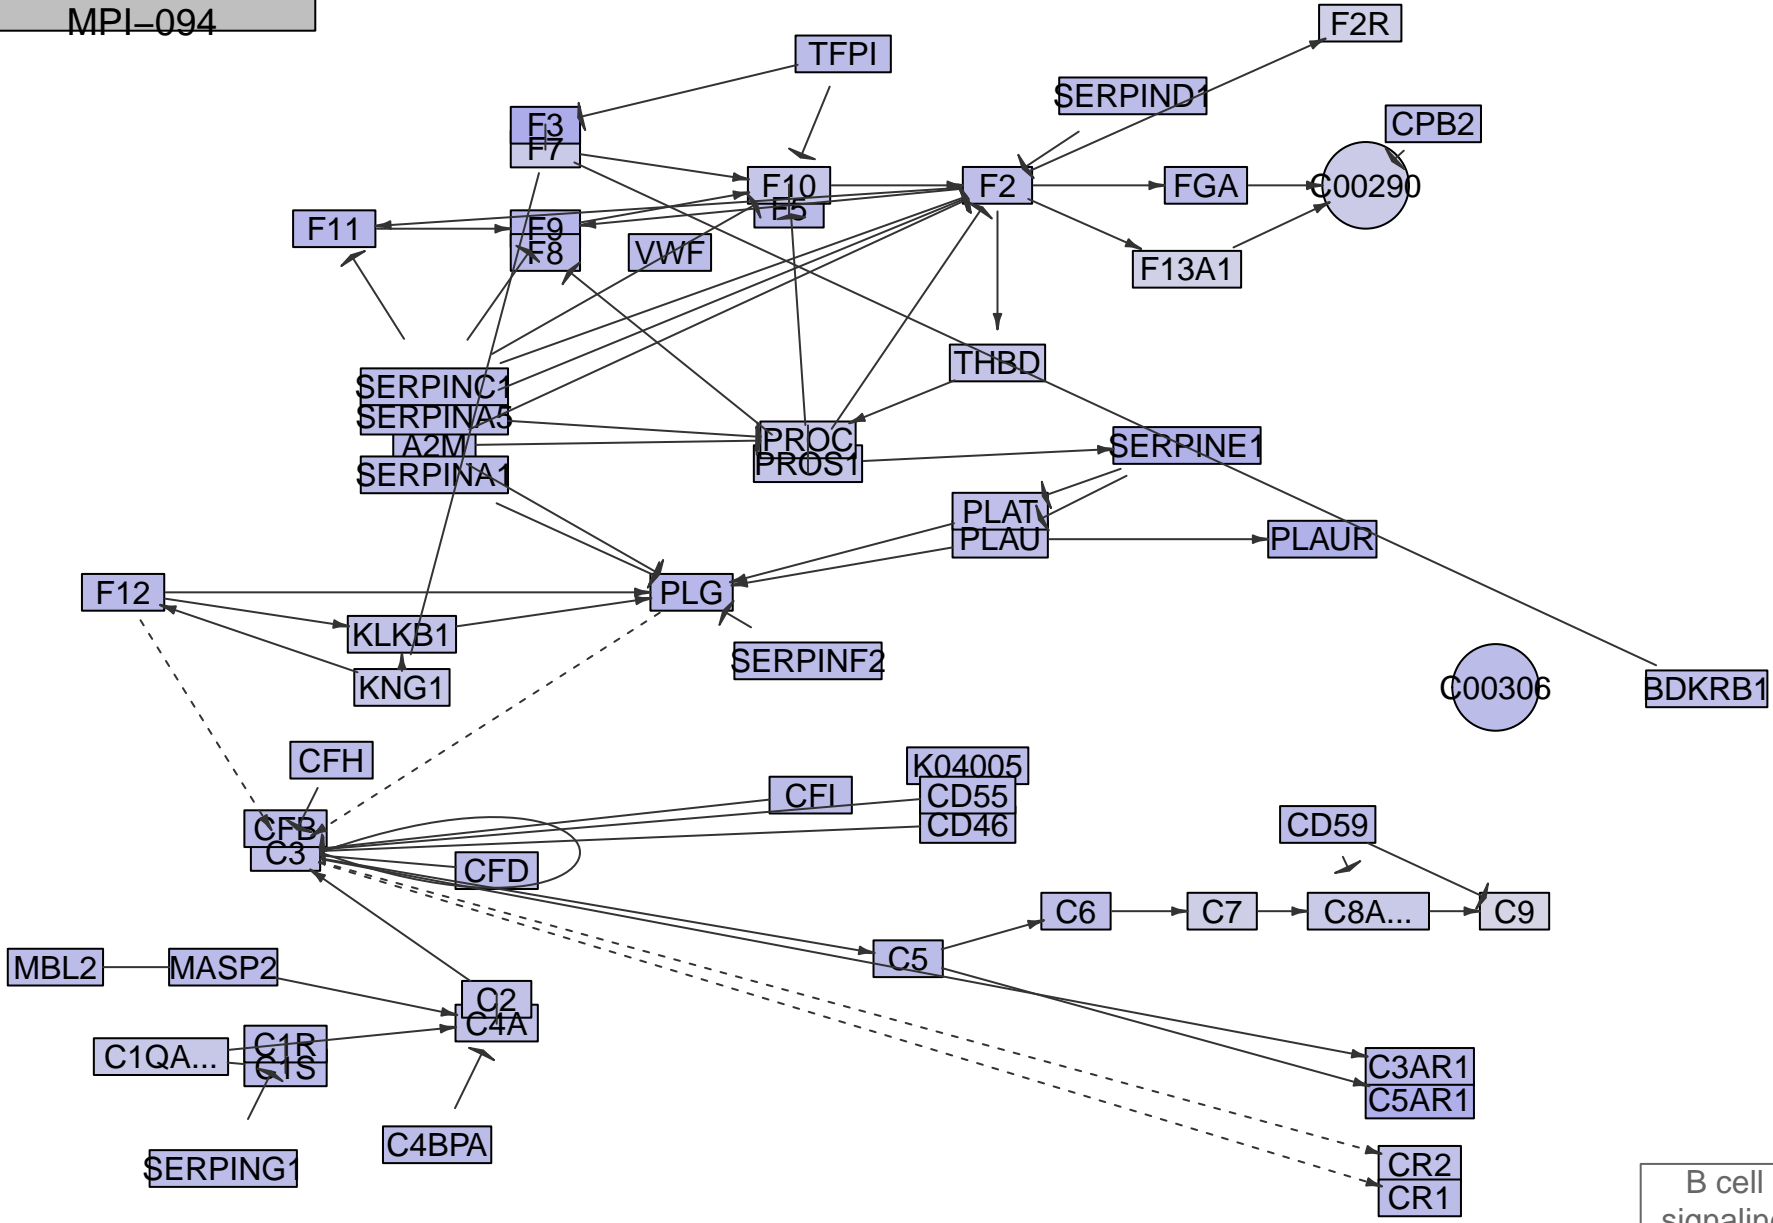 MPI–094
F2R
TFPI
SERPIND1
CPB2
F3
F7
F10
F5
F2
FGA
C00290
F11
F9
F8
VWF
F13A1
THBD
SERPINC1
SERPINA5
A2M
SERPINA1
PROC
PROS1
SERPINE1
PLAT
PLAU
PLAUR
F12
PLG
KLKB1
KNG1
SERPINF2
C00306
BDKRB1
CFH
K04005
CFI
CD55
CD46
CFB
C3
CFD
CD59
C6
C7
C8A...
C9
C5
MBL2
MASP2
C2
C4A
C1QA...
C1R
C1S
C3AR1
C5AR1
C4BPA
SERPING1
CR2
CR1
B cell
signaling